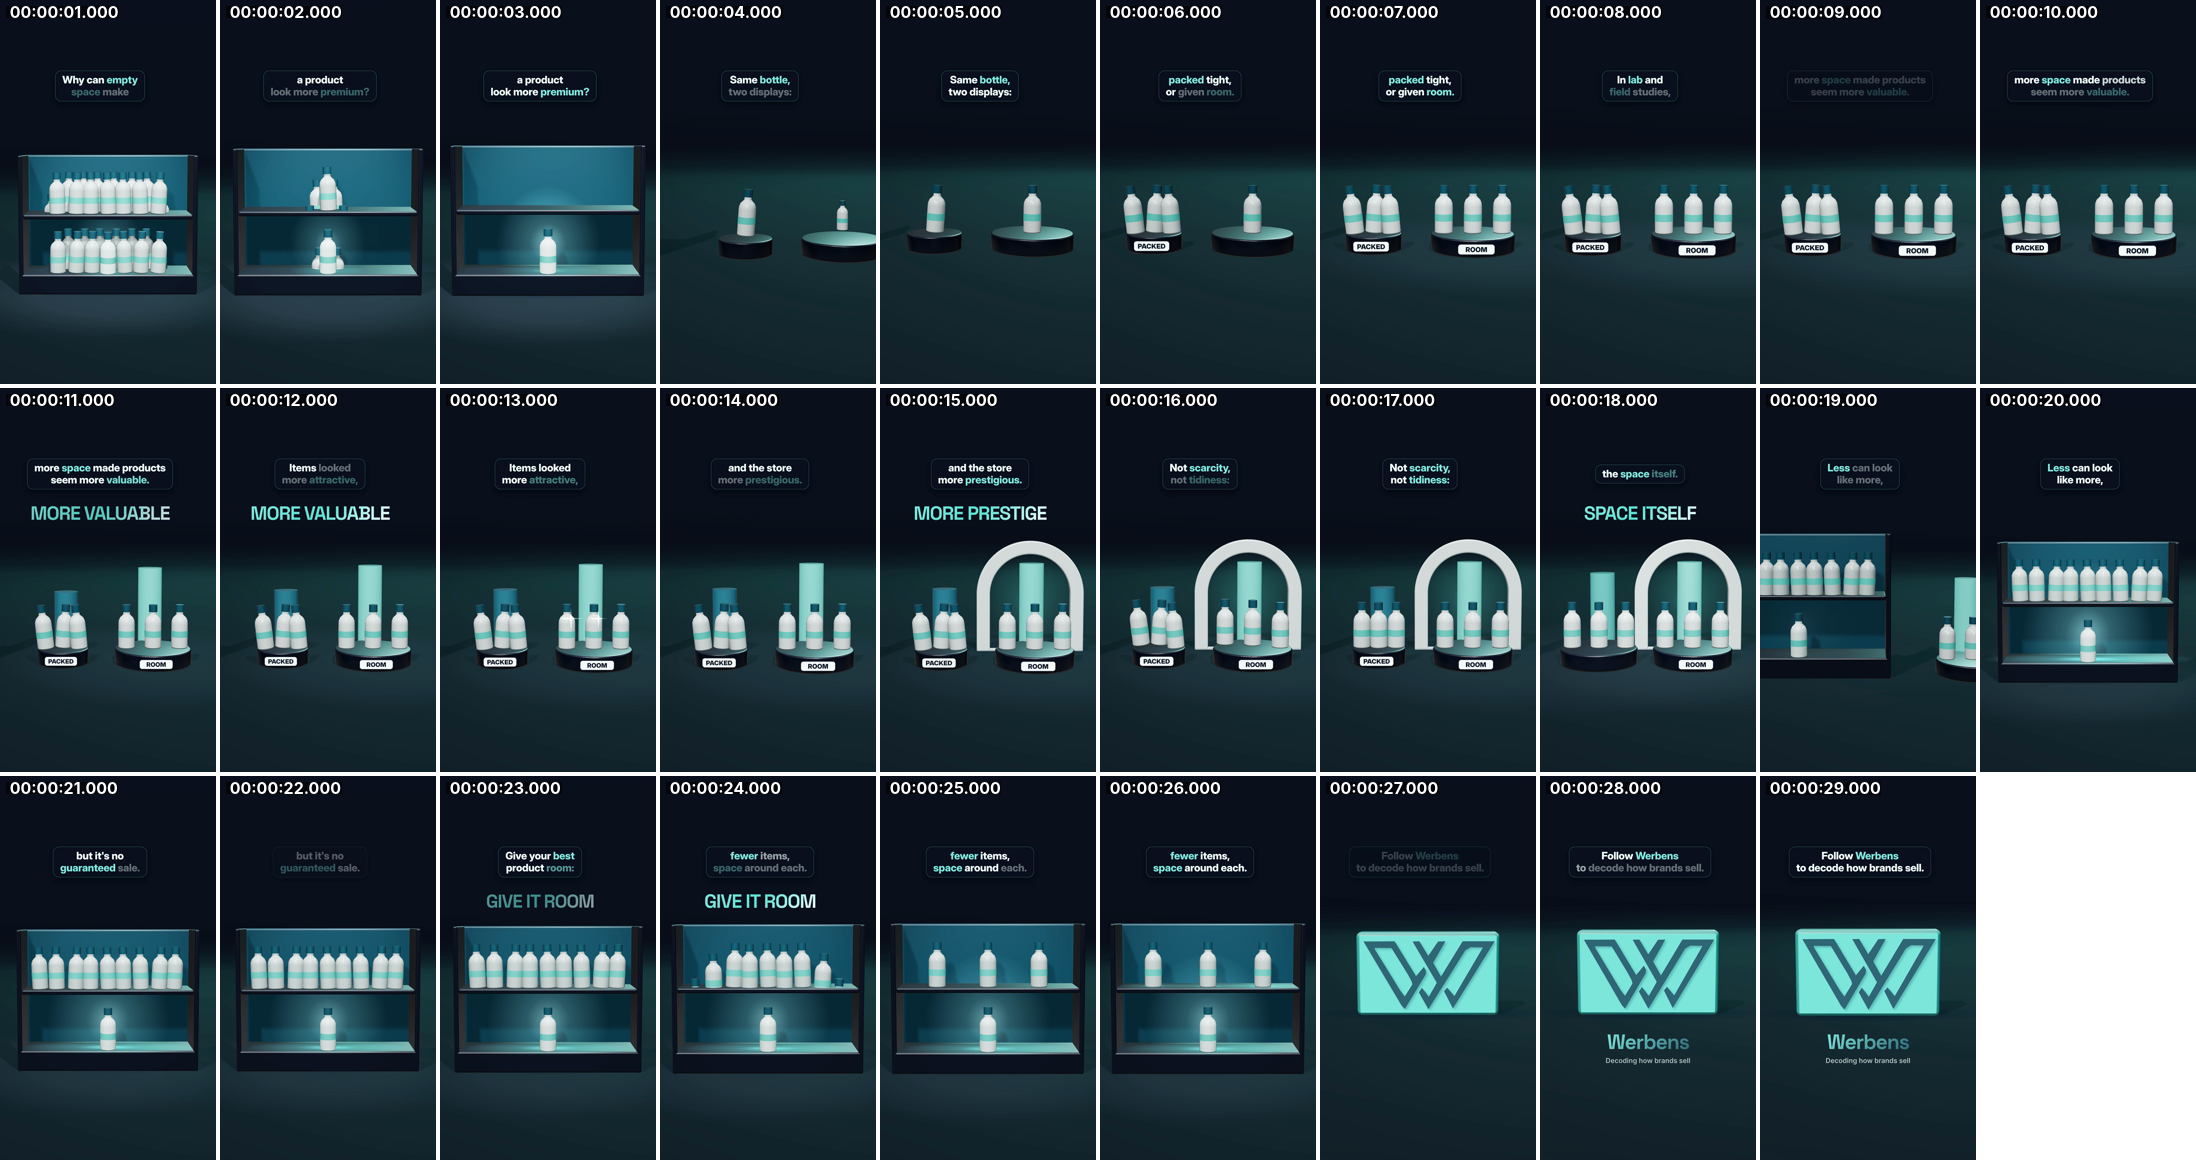 00:00:01.000
Why can empty
space make
00:00:02.000
a product
look more premium?
00:00:03.000
a product
look more premium?
00:00:04.000
Same bottle,
two displays:
00:00:05.000
Same bottle,
two displays:
00:00:06.000
packed tight,
or given room.
PACKED
00:00:07.000
packed tight,
or given room.
PACKED
ROOM
00:00:08.000
In lab and
field studies,
PACKED
ROOM
00:00:09.000
more space made products
seem more valuable.
PACKED
ROOM
00:00:10.000
more space made products
seem more valuable.
PACKED
ROOM
00:00:11.000
more space made products
seem more valuable.
MORE VALUABLE
PACKED
ROOM
00:00:12.000
Items looked
more attractive,
MORE VALUABLE
PACKED
ROOM
00:00:13.000
Items looked
more attractive,
PACKED
ROOM
00:00:14.000
and the store
more prestigious.
PACKED
ROOM
00:00:15.000
and the store
more prestigious.
MORE PRESTIGE
PACKED
ROOM
00:00:16.000
Not scarcity,
not tidiness:
PACKED
ROOM
00:00:17.000
Not scarcity,
not tidiness:
PACKED
ROOM
00:00:18.000
the space itself.
SPACE ITSELF
ROOM
00:00:19.000
Less can look
like more,
00:00:20.000
Less can look
like more,
00:00:21.000
but it's no
guaranteed sale.
00:00:22.000
but it's no
guaranteed sale.
00:00:23.000
Give your best
product room:
GIVE IT ROOM
00:00:24.000
fewer items,
space around each.
GIVE IT ROOM
00:00:25.000
fewer items,
space around each.
00:00:26.000
fewer items,
space around each.
00:00:27.000
Follow Werbens
to decode how brands sell.
00:00:28.000
Follow Werbens
to decode how brands sell.
Werbens
Decoding how brands sell
00:00:29.000
Follow Werbens
to decode how brands sell.
Werbens
Decoding how brands sell